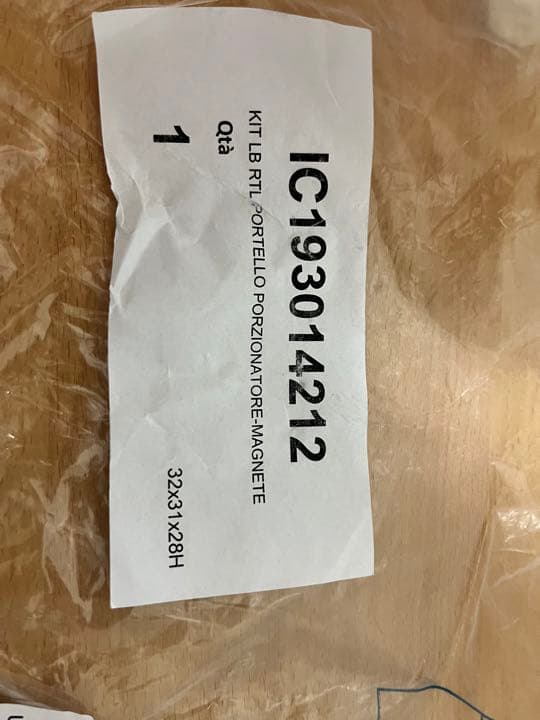 IC193014212
KIT LB RTL PORTELLO PORZIONATORE-MAGNETE
Qtà
1
32x31x28H